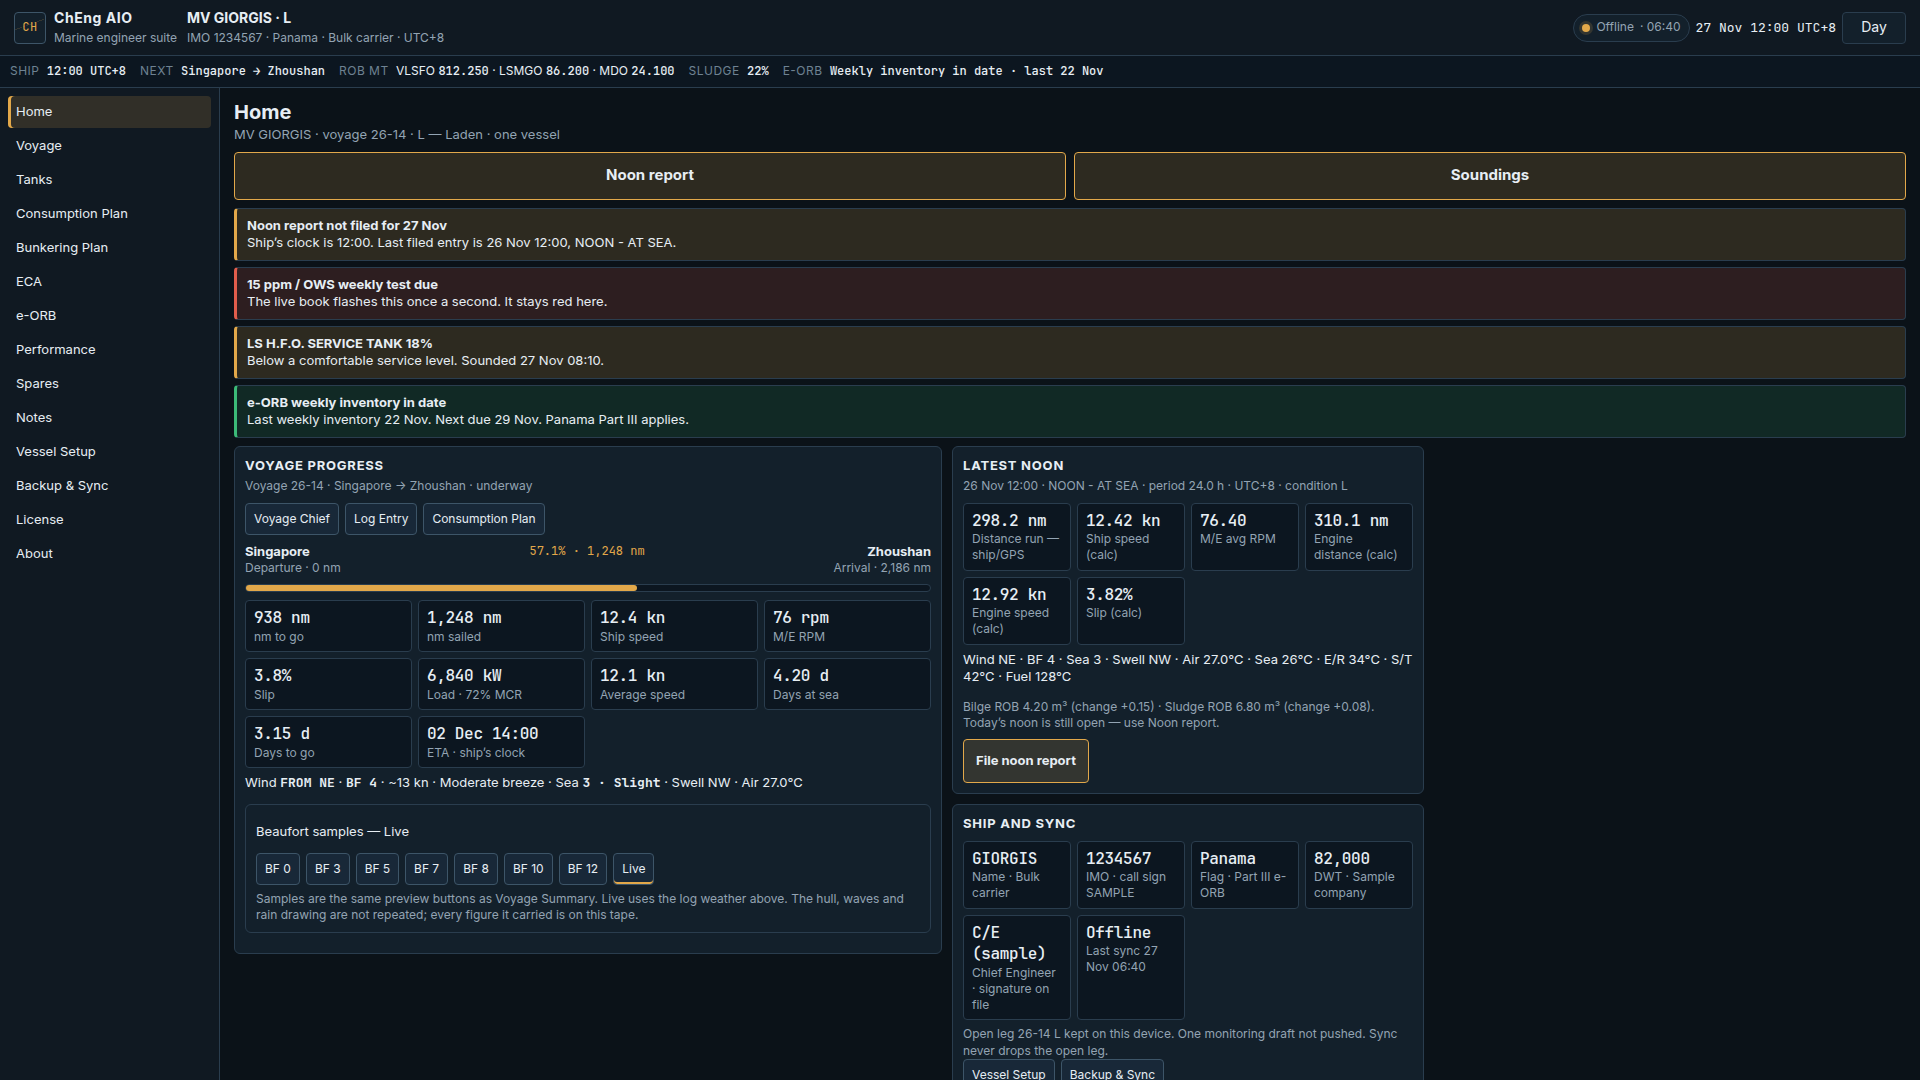 CH
ChEng AIO
Marine engineer suite
MV GIORGIS · L
IMO 1234567 · Panama · Bulk carrier · UTC+8
Offline · 06:40
27 Nov 12:00 UTC+8
Day
SHIP 12:00 UTC+8 NEXT Singapore → Zhoushan ROB MT VLSFO 812.250 · LSMGO 86.200 · MDO 24.100 SLUDGE 22% E-ORB Weekly inventory in date · last 22 Nov
Home
Voyage
Tanks
Consumption Plan
Bunkering Plan
ECA
e-ORB
Performance
Spares
Notes
Vessel Setup
Backup & Sync
License
About
Home
MV GIORGIS · voyage 26-14 · L — Laden · one vessel
Noon report
Soundings
Noon report not filed for 27 Nov
Ship's clock is 12:00. Last filed entry is 26 Nov 12:00, NOON - AT SEA.
15 ppm / OWS weekly test due
The live book flashes this once a second. It stays red here.
LS H.F.O. SERVICE TANK 18%
Below a comfortable service level. Sounded 27 Nov 08:10.
e-ORB weekly inventory in date
Last weekly inventory 22 Nov. Next due 29 Nov. Panama Part III applies.
VOYAGE PROGRESS
Voyage 26-14 · Singapore → Zhoushan · underway
Voyage Chief
Log Entry
Consumption Plan
Singapore
57.1% · 1,248 nm
Zhoushan
Departure · 0 nm
Arrival · 2,186 nm
938 nm
nm to go
1,248 nm
nm sailed
12.4 kn
Ship speed
76 rpm
M/E RPM
3.8%
Slip
6,840 kW
Load · 72% MCR
12.1 kn
Average speed
4.20 d
Days at sea
3.15 d
Days to go
02 Dec 14:00
ETA · ship's clock
Wind FROM NE · BF 4 · ~13 kn · Moderate breeze · Sea 3 · Slight · Swell NW · Air 27.0°C
Beaufort samples — Live
BF 0
BF 3
BF 5
BF 7
BF 8
BF 10
BF 12
Live
Samples are the same preview buttons as Voyage Summary. Live uses the log weather above. The hull, waves and
rain drawing are not repeated; every figure it carried is on this tape.
LATEST NOON
26 Nov 12:00 · NOON - AT SEA · period 24.0 h · UTC+8 · condition L
298.2 nm
Distance run —
ship/GPS
12.42 kn
Ship speed
(calc)
76.40
M/E avg RPM
310.1 nm
Engine
distance (calc)
12.92 kn
Engine speed
(calc)
3.82%
Slip (calc)
Wind NE · BF 4 · Sea 3 · Swell NW · Air 27.0°C · Sea 26°C · E/R 34°C · S/T
42°C · Fuel 128°C
Bilge ROB 4.20 m³ (change +0.15) · Sludge ROB 6.80 m³ (change +0.08).
Today's noon is still open — use Noon report.
File noon report
SHIP AND SYNC
GIORGIS
Name · Bulk
carrier
1234567
IMO · call sign
SAMPLE
Panama
Flag · Part III e-
ORB
82,000
DWT · Sample
company
C/E
(sample)
Chief Engineer
· signature on
file
Offline
Last sync 27
Nov 06:40
Open leg 26-14 L kept on this device. One monitoring draft not pushed. Sync
never drops the open leg.
Vessel Setup
Backup & Sync